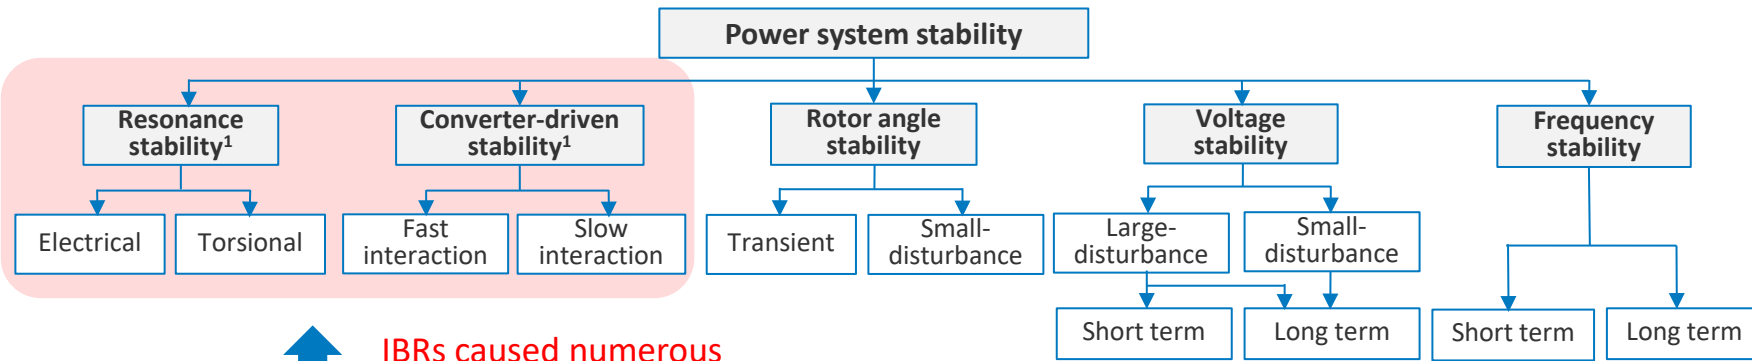 Power system stability
Resonance
stability1
Converter-driven
stability1
Rotor angle
stability
Voltage
stability
Frequency
stability
Electrical
Torsional
Fast
interaction
Slow
interaction
Transient
Small-
disturbance
Large-
disturbance
Small-
disturbance
Short term
Long term
Short term
Long term
IBRs caused numerous